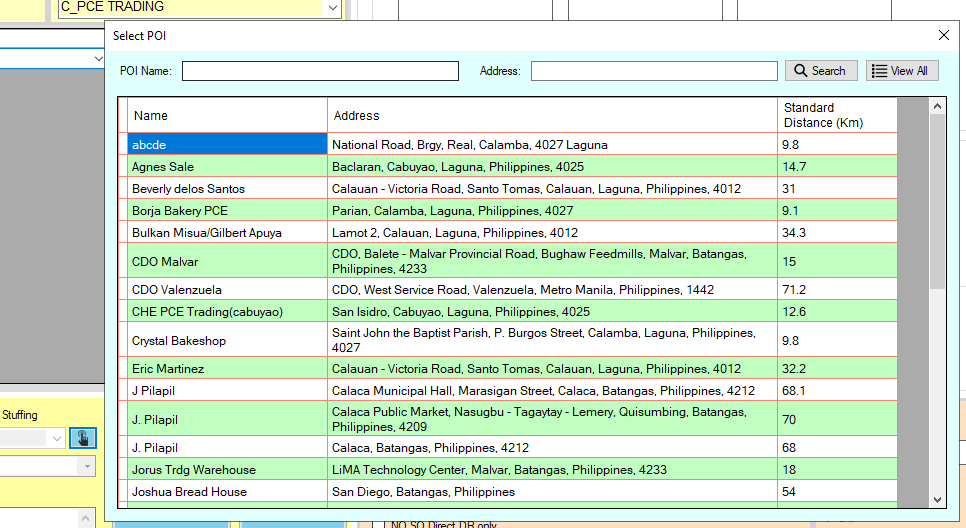 C_PCE TRADING
Select POI
POI Name:
Address:
Search
View All
Name
Address
Standard
Distance (Km)
abcde
National Road, Brgy, Real, Calamba, 4027 Laguna
9.8
Agnes Sale
Baclaran, Cabuyao, Laguna, Philippines, 4025
14.7
Beverly delos Santos
Calauan - Victoria Road, Santo Tomas, Calauan, Laguna, Philippines, 4012
31
Borja Bakery PCE
Parian, Calamba, Laguna, Philippines, 4027
9.1
Bulkan Misua/Gilbert Apuya
Lamot 2, Calauan, Laguna, Philippines, 4012
34.3
CDO Malvar
CDO, Balete - Malvar Provincial Road, Bughaw Feedmills, Malvar, Batangas,
Philippines, 4233
15
CDO Valenzuela
CDO, West Service Road, Valenzuela, Metro Manila, Philippines, 1442
71.2
CHE PCE Trading(cabuyao)
San Isidro, Cabuyao, Laguna, Philippines, 4025
12.6
Crystal Bakeshop
Saint John the Baptist Parish, P. Burgos Street, Calamba, Laguna, Philippines,
4027
9.8
Eric Martinez
Calauan - Victoria Road, Santo Tomas, Calauan, Laguna, Philippines, 4012
32.2
J Pilapil
Calaca Municipal Hall, Marasigan Street, Calaca, Batangas, Philippines, 4212
68.1
J. Pilapil
Calaca Public Market, Nasugbu - Tagaytay - Lemery, Quisumbing, Batangas,
Philippines, 4209
70
J. Pilapil
Calaca, Batangas, Philippines, 4212
68
Jorus Trdg Warehouse
LiMA Technology Center, Malvar, Batangas, Philippines, 4233
18
Joshua Bread House
San Diego, Batangas, Philippines
54
Stuffing
NO SO Direct DR only